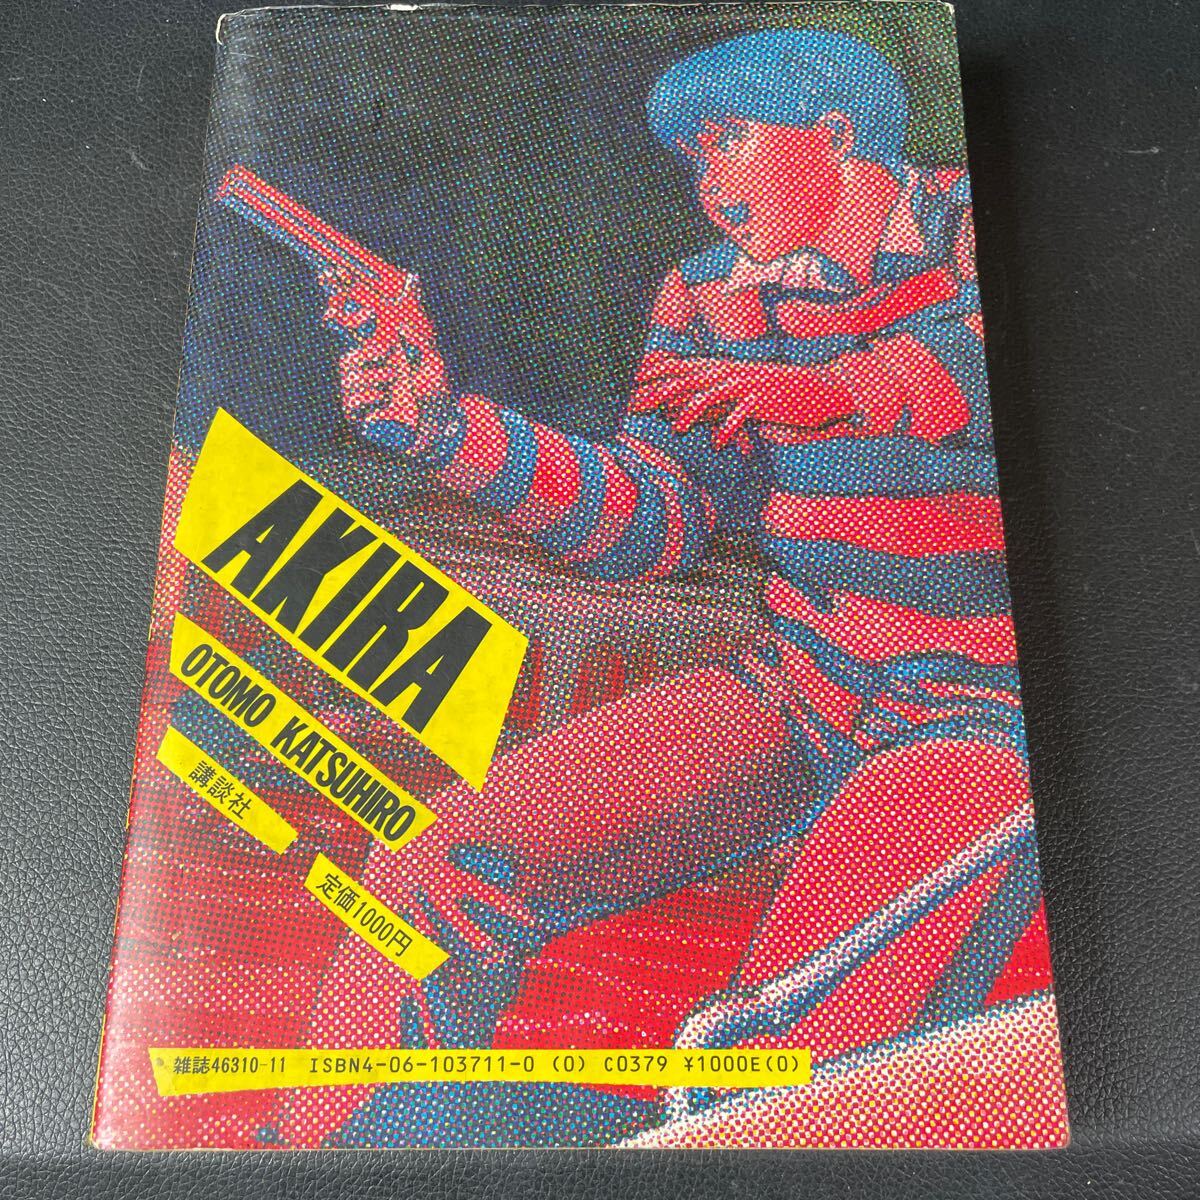 AKIRA
OTOMO KATSUHIRO
講談社
定価1000円
雑誌46310-11 ISBN4-06-103711-0 (0) C0379 ¥1000E(0)